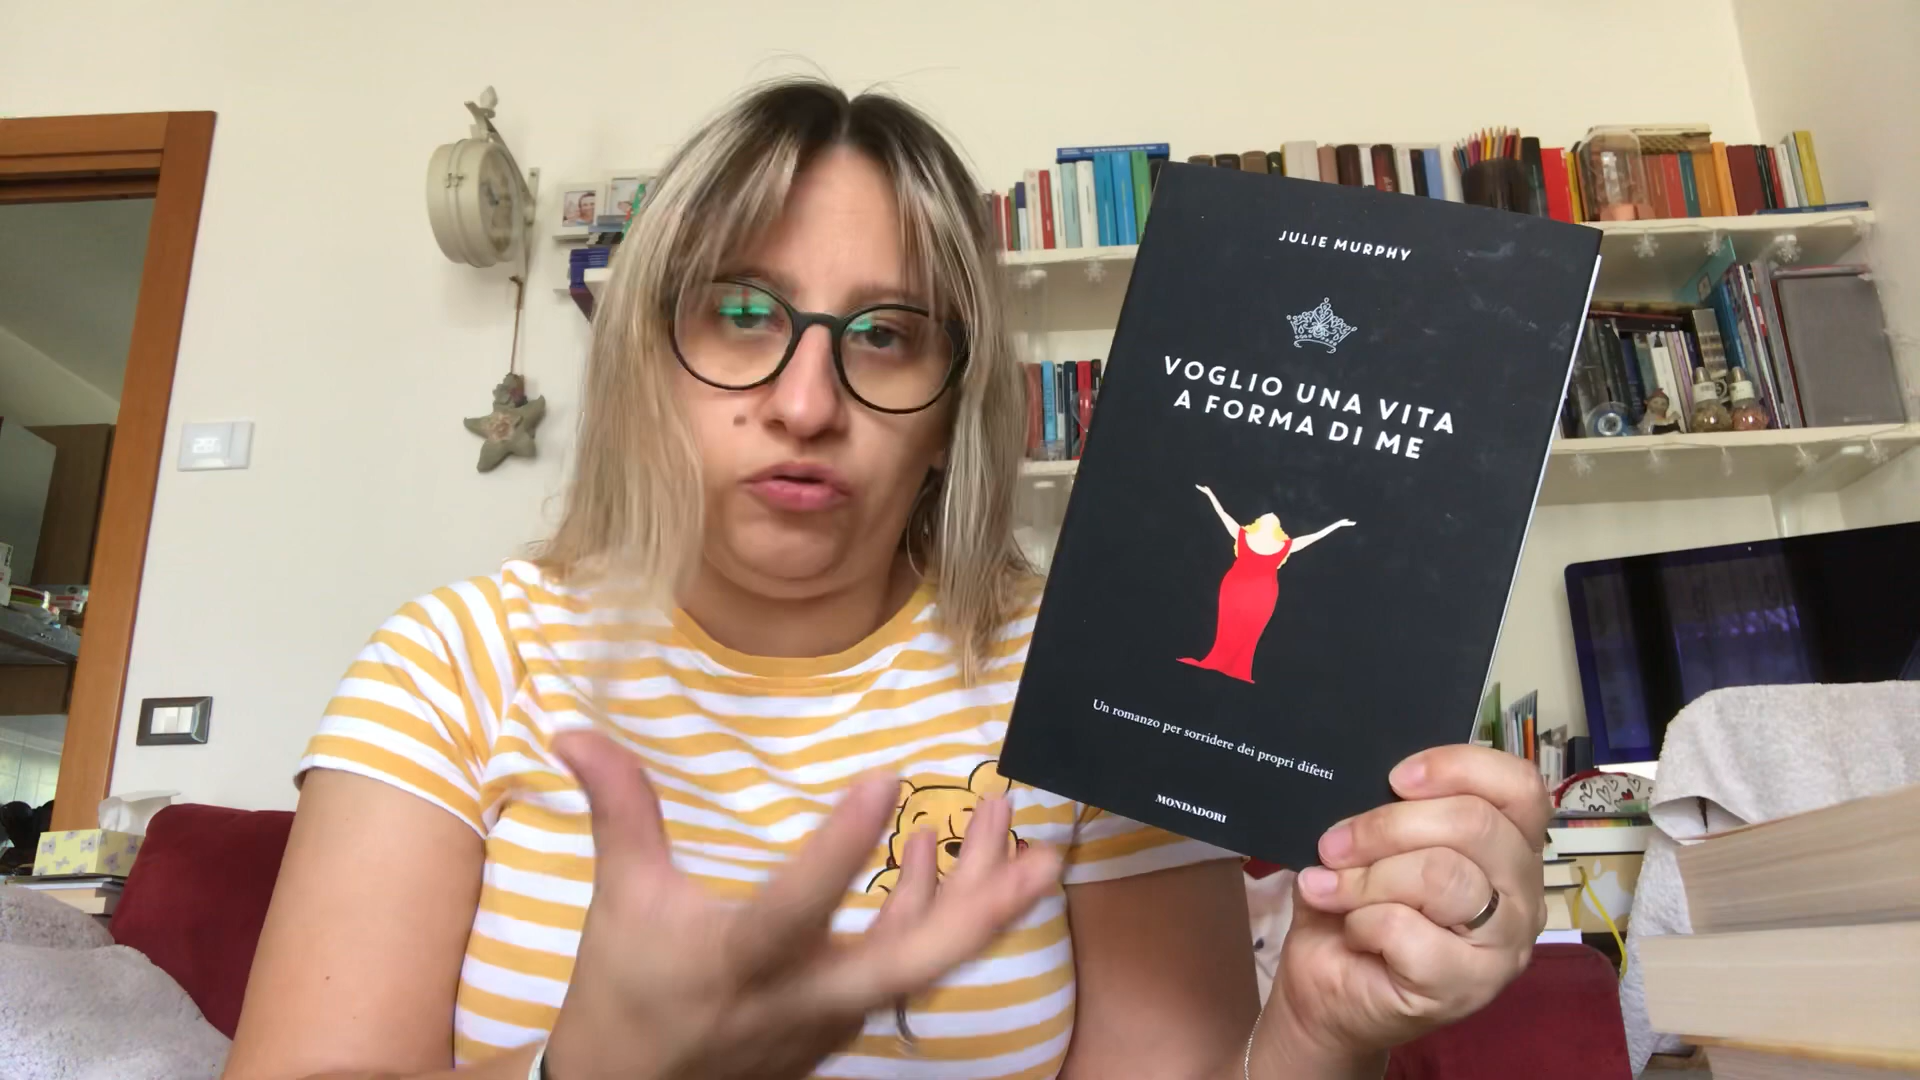 JULIE MURPHY
VOGLIO UNA VITA
A FORMA DI ME
Un romanzo per sorridere dei propri difetti
MONDADORI